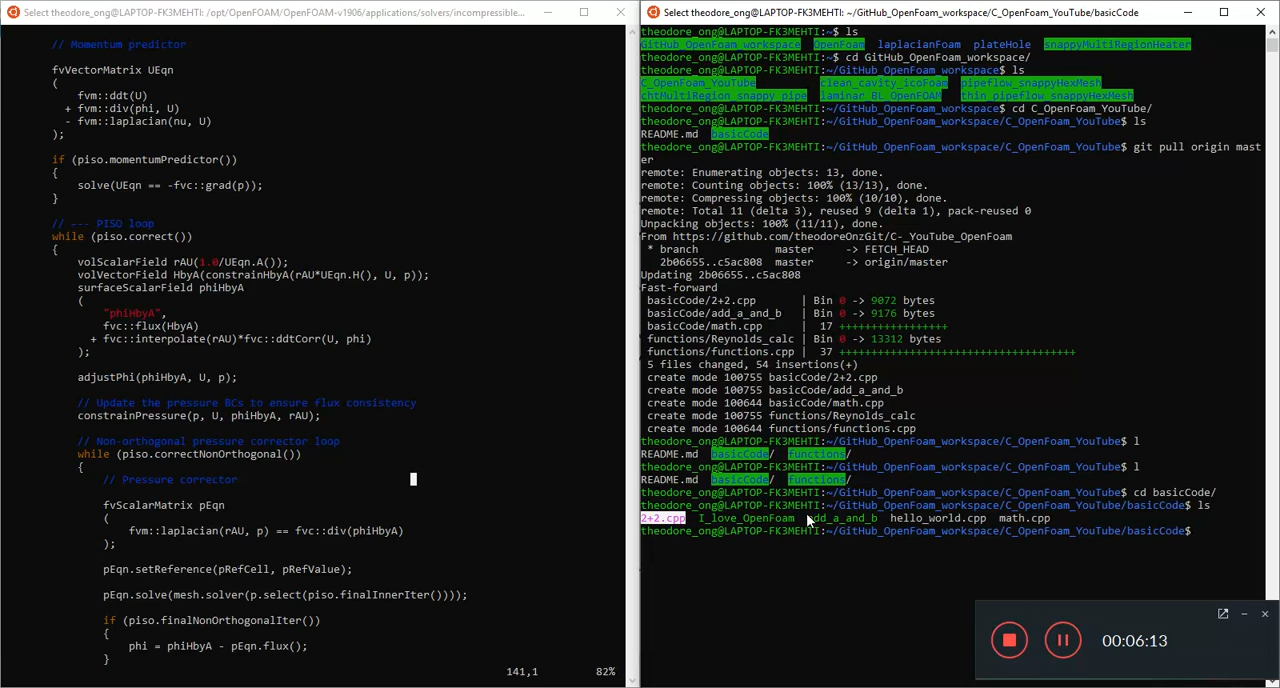 Select theodore_ong@LAPTOP-FK3MEHTI: /opt/OpenFOAM/OpenFOAM-v1906/applications/solvers/incompressible...
// Momentum predictor
fvVectorMatrix UEqn
(
fvm::ddt(U)
+ fvm::div(phi, U)
- fvm::laplacian(nu, U)
);
if (piso.momentumPredictor())
{
solve(UEqn == -fvc::grad(p));
}
// --- PISO loop
while (piso.correct())
{
volScalarField rAU(1.0/UEqn.A());
volVectorField HbyA(constrainHbyA(rAU*UEqn.H(), U, p));
surfaceScalarField phiHbyA
(
"phiHbyA",
fvc::flux(HbyA)
+ fvc::interpolate(rAU)*fvc::ddtCorr(U, phi)
);
adjustPhi(phiHbyA, U, p);
// Update the pressure BCs to ensure flux consistency
constrainPressure(p, U, phiHbyA, rAU);
// Non-orthogonal pressure corrector loop
while (piso.correctNonOrthogonal())
{
// Pressure corrector
fvScalarMatrix pEqn
(
fvm::laplacian(rAU, p) == fvc::div(phiHbyA)
);
pEqn.setReference(pRefCell, pRefValue);
pEqn.solve(mesh.solver(p.select(piso.finalInnerIter())));
if (piso.finalNonOrthogonalIter())
{
phi = phiHbyA - pEqn.flux();
}
141,1 82%
Select theodore_ong@LAPTOP-FK3MEHTI: ~/GitHub_OpenFoam_workspace/C_OpenFoam_YouTube/basicCode
theodore_ong@LAPTOP-FK3MEHTI:~$ ls
GitHub_OpenFoam_workspace OpenFoam laplacianFoam plateHole snappyMultiRegionHeater
theodore_ong@LAPTOP-FK3MEHTI:~$ cd GitHub_OpenFoam_workspace/
theodore_ong@LAPTOP-FK3MEHTI:~/GitHub_OpenFoam_workspace$ ls
C_OpenFoam_YouTube clean_cavity_icoFoam pipeflow_snappyHexMesh
chtMultiRegion_snappy_pipe laminar_BL_OpenFOAM thin_pipeflow_snappyHexMesh
theodore_ong@LAPTOP-FK3MEHTI:~/GitHub_OpenFoam_workspace$ cd C_OpenFoam_YouTube/
theodore_ong@LAPTOP-FK3MEHTI:~/GitHub_OpenFoam_workspace/C_OpenFoam_YouTube$ ls
README.md basicCode
theodore_ong@LAPTOP-FK3MEHTI:~/GitHub_OpenFoam_workspace/C_OpenFoam_YouTube$ git pull origin mast
er
remote: Enumerating objects: 13, done.
remote: Counting objects: 100% (13/13), done.
remote: Compressing objects: 100% (10/10), done.
remote: Total 11 (delta 3), reused 9 (delta 1), pack-reused 0
Unpacking objects: 100% (11/11), done.
From https://github.com/theodoreOnzGit/C-_YouTube_OpenFoam
* branch master -> FETCH_HEAD
2b06655..c5ac808 master -> origin/master
Updating 2b06655..c5ac808
Fast-forward
basicCode/2+2.cpp | Bin 0 -> 9072 bytes
basicCode/add_a_and_b | Bin 0 -> 9176 bytes
basicCode/math.cpp | 17 +++++++++++++++++
functions/Reynolds_calc | Bin 0 -> 13312 bytes
functions/functions.cpp | 37 +++++++++++++++++++++++++++++++++++++
5 files changed, 54 insertions(+)
create mode 100755 basicCode/2+2.cpp
create mode 100755 basicCode/add_a_and_b
create mode 100644 basicCode/math.cpp
create mode 100755 functions/Reynolds_calc
create mode 100644 functions/functions.cpp
theodore_ong@LAPTOP-FK3MEHTI:~/GitHub_OpenFoam_workspace/C_OpenFoam_YouTube$ l
README.md basicCode/ functions/
theodore_ong@LAPTOP-FK3MEHTI:~/GitHub_OpenFoam_workspace/C_OpenFoam_YouTube$ l
README.md basicCode/ functions/
theodore_ong@LAPTOP-FK3MEHTI:~/GitHub_OpenFoam_workspace/C_OpenFoam_YouTube$ cd basicCode/
theodore_ong@LAPTOP-FK3MEHTI:~/GitHub_OpenFoam_workspace/C_OpenFoam_YouTube/basicCode$ ls
2+2.cpp I_love_OpenFoam add_a_and_b hello_world.cpp math.cpp
theodore_ong@LAPTOP-FK3MEHTI:~/GitHub_OpenFoam_workspace/C_OpenFoam_YouTube/basicCode$
00:06:13